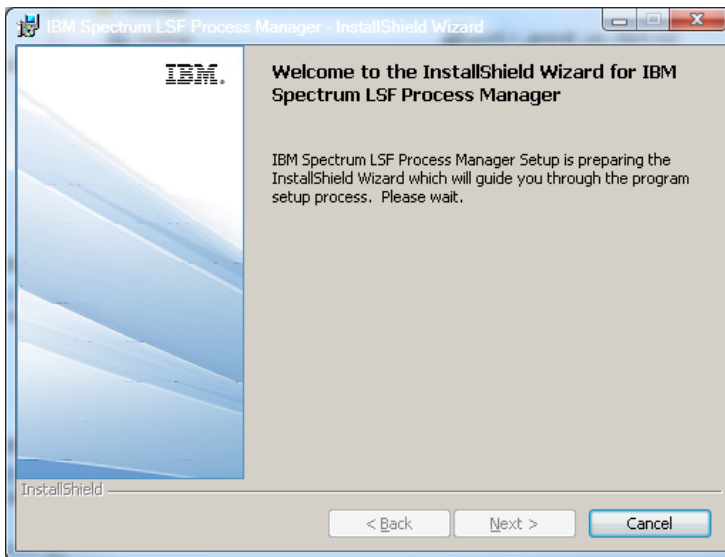 IBM Spectrum LSF Process Manager - InstallShield Wizard
IBM.
Welcome to the InstallShield Wizard for IBM
Spectrum LSF Process Manager
IBM Spectrum LSF Process Manager Setup is preparing the
InstallShield Wizard which will guide you through the program
setup process.  Please wait.
InstallShield
< Back
Next >
Cancel